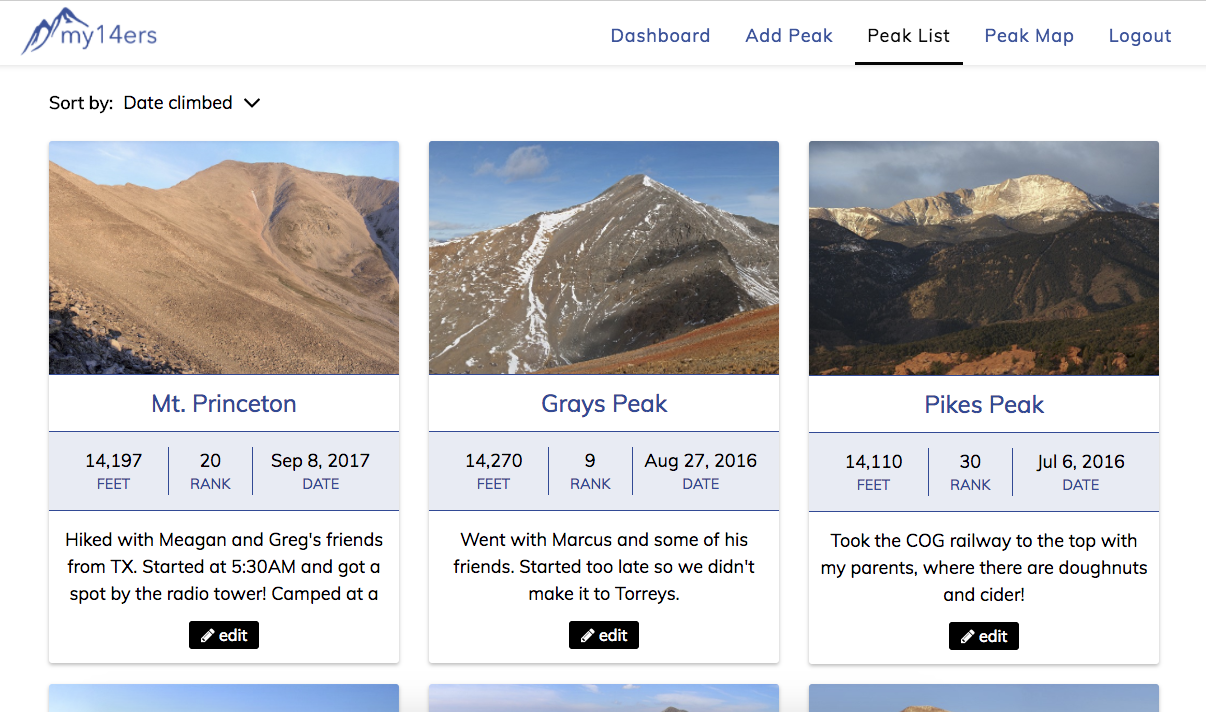 my14ers
Dashboard
Add Peak
Peak List
Peak Map
Logout
Sort by: Date climbed
Mt. Princeton
14,197
FEET
20
RANK
Sep 8, 2017
DATE
Hiked with Meagan and Greg's friends
from TX. Started at 5:30AM and got a
spot by the radio tower! Camped at a
edit
Grays Peak
14,270
FEET
9
RANK
Aug 27, 2016
DATE
Went with Marcus and some of his
friends. Started too late so we didn't
make it to Torreys.
edit
Pikes Peak
14,110
FEET
30
RANK
Jul 6, 2016
DATE
Took the COG railway to the top with
my parents, where there are doughnuts
and cider!
edit